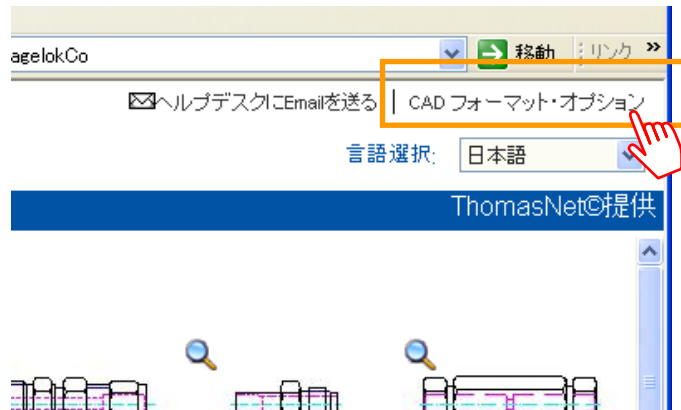 agelokCo 移動 リンク »
ヘルプデスクにEmailを送る | CAD フォーマット・オプション
言語選択: 日本語
ThomasNet©提供